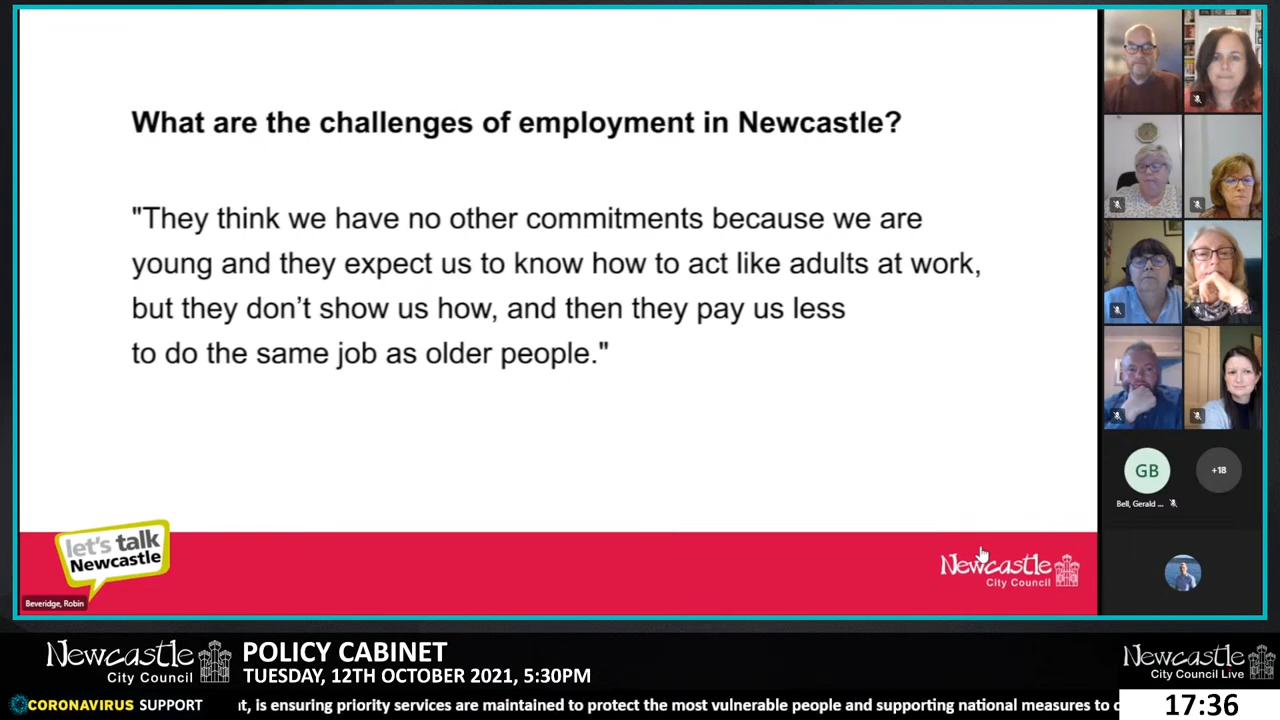 What are the challenges of employment in Newcastle?
"They think we have no other commitments because we are
young and they expect us to know how to act like adults at work,
but they don’t show us how, and then they pay us less
to do the same job as older people."
GB
+18
Bell, Gerald ...
let's talk
Newcastle
Newcastle
City Council
Beveridge, Robin
Newcastle
City Council
POLICY CABINET
TUESDAY, 12TH OCTOBER 2021, 5:30PM
Newcastle
City Council Live
CORONAVIRUS SUPPORT
, is ensuring priority services are maintained to protect the most vulnerable people and supporting national measures to
17:36